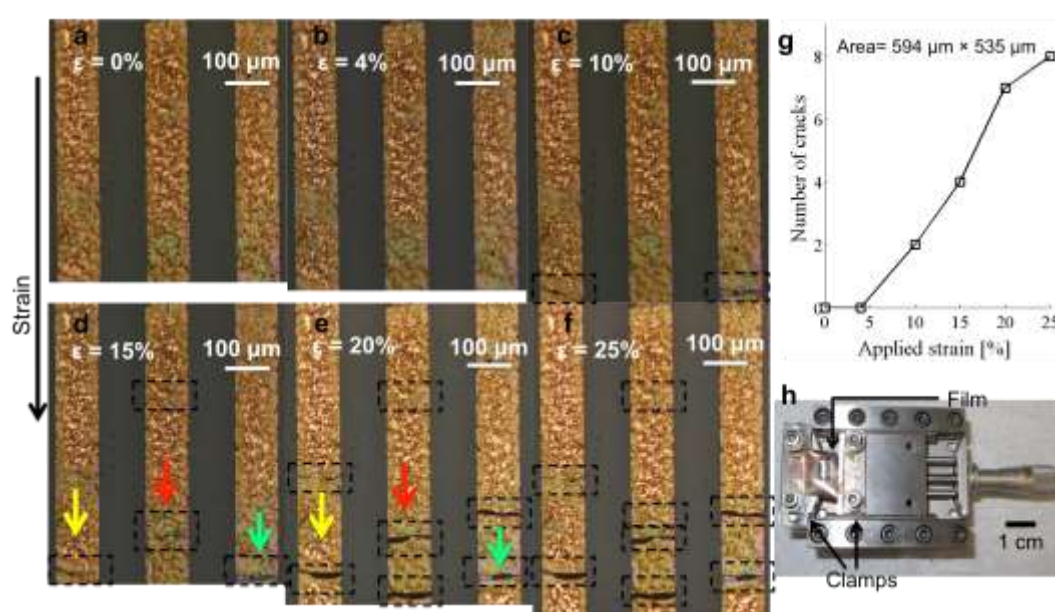 a
ε = 0%
100 µm
b
ε = 4%
100 µm
c
ε = 10%
100 µm
Strain
d
ε = 15%
100 µm
e
ε = 20%
100 µm
f
ε = 25%
100 µm
g
Area= 594 µm × 535 µm
Number of cracks
8
6
4
2
0
0
5
10
15
20
25
Applied strain [%]
h
Film
Clamps
1 cm